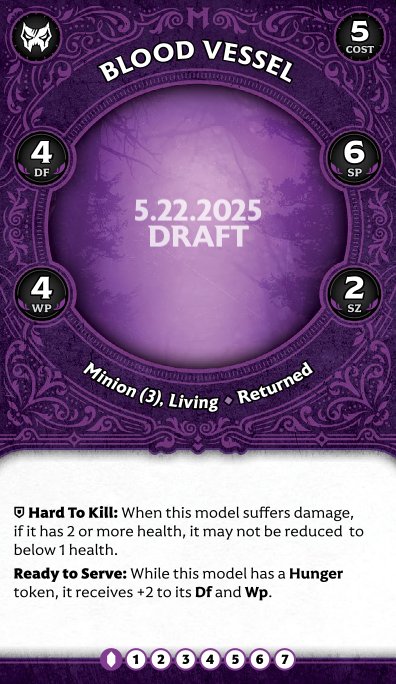 M
5
COST
BLOOD VESSEL
4
DF
6
SP
5.22.2025
DRAFT
4
WP
2
SZ
Minion (3), Living • Returned
Hard To Kill: When this model suffers damage,
if it has 2 or more health, it may not be reduced to
below 1 health.
Ready to Serve: While this model has a Hunger
token, it receives +2 to its Df and Wp.
1 2 3 4 5 6 7